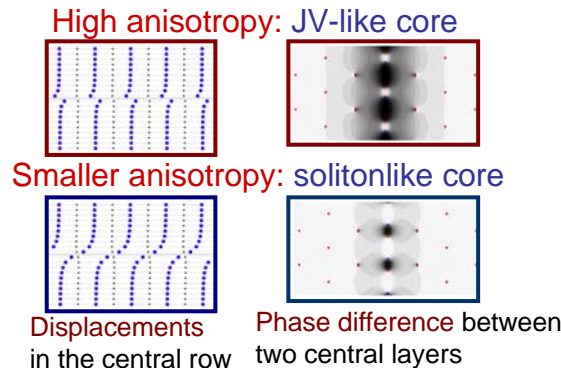 High anisotropy: JV-like core
Smaller anisotropy: solitonlike core
Displacements
in the central row
Phase difference between
two central layers